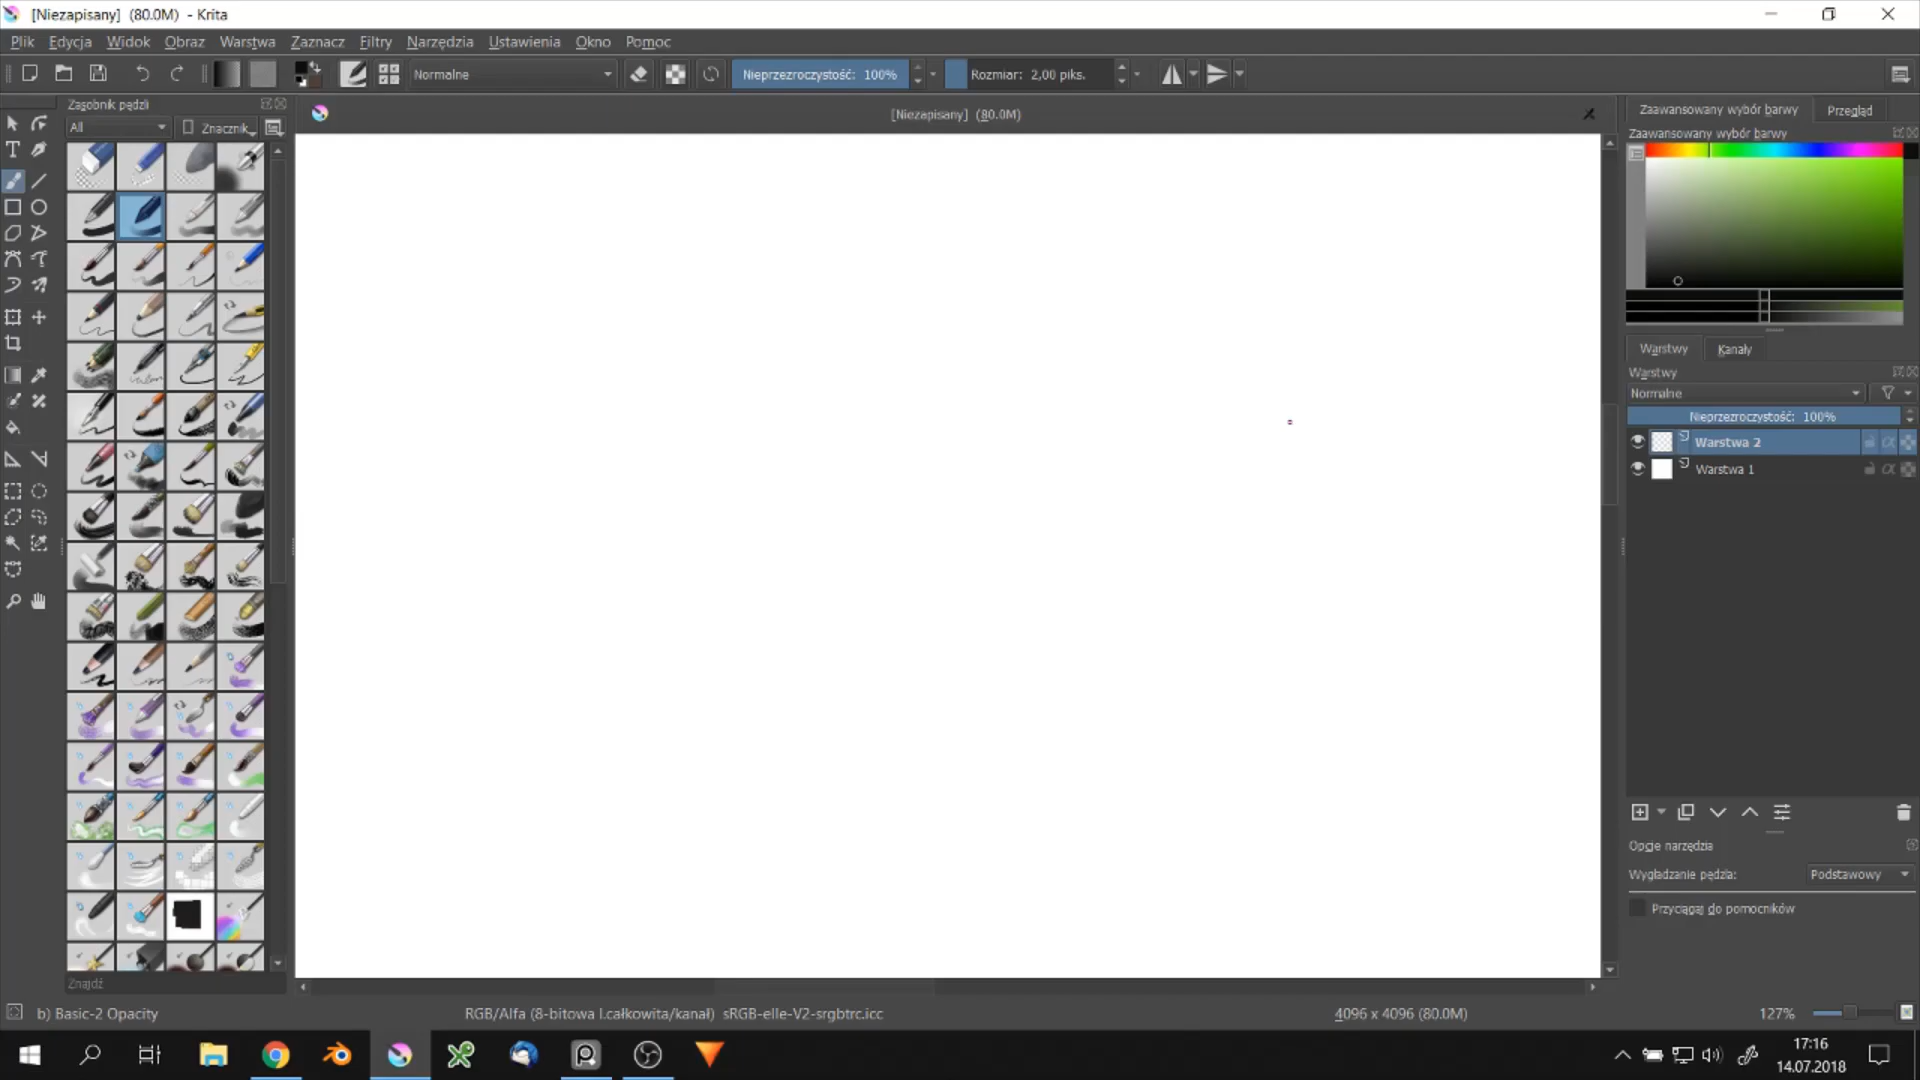 [Niezapisany] (80.0M) - Krita
Plik Edycja Widok Obraz Warstwa Zaznacz Filtry Narzędzia Ustawienia Okno Pomoc
Normalne Nieprzezroczystość: 100% Rozmiar: 2,00 piks.
Zasobnik pędzli
All Znacznik
[Niezapisany] (80.0M)
Zaawansowany wybór barwy Przegląd
Zaawansowany wybór barwy
Warstwy Kanały
Warstwy
Normalne
Nieprzezroczystość: 100%
Warstwa 2
Warstwa 1
Opcje narzędzia
Wygładzanie pędzla: Podstawowy
Przyciągaj do pomocników
Znajdź
b) Basic-2 Opacity RGB/Alfa (8-bitowa l.całkowita/kanał) sRGB-elle-V2-srgbtrc.icc 4096 x 4096 (80.0M) 127%
17:16
14.07.2018